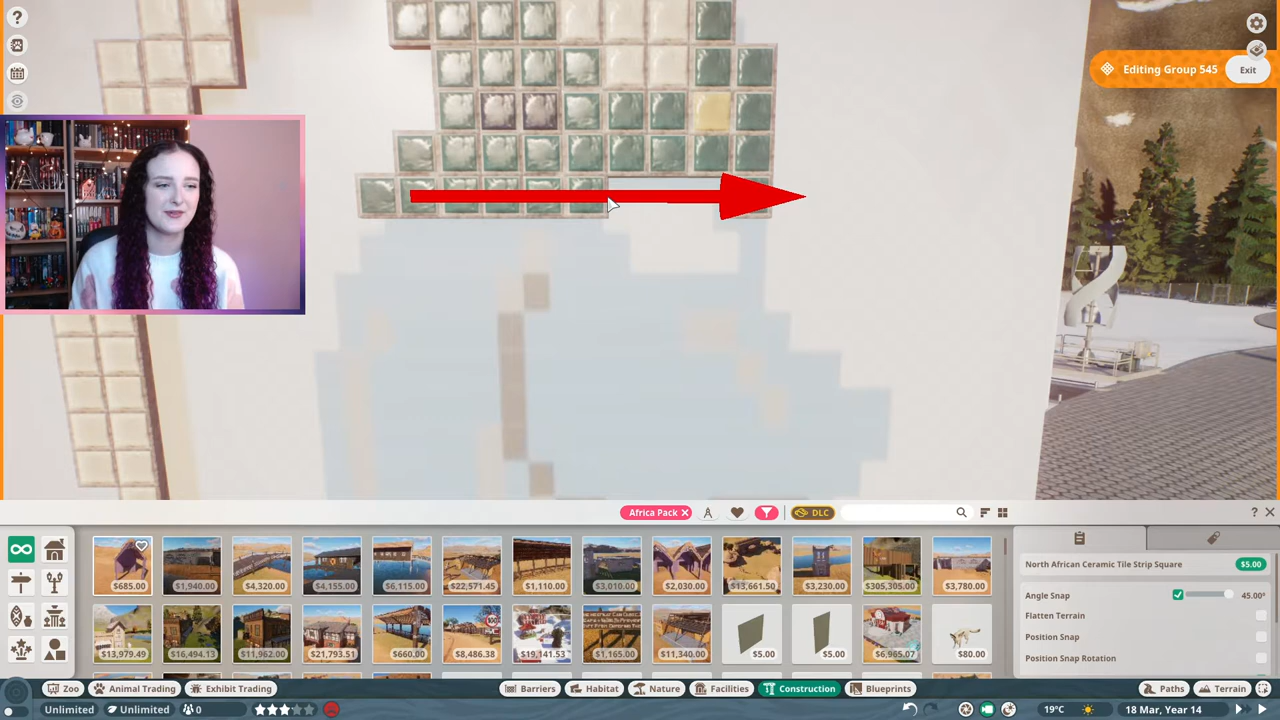 ?
Editing Group 545
Exit
Africa Pack ×
DLC
? ×
$685.00
$1,940.00
$4,320.00
$4,155.00
$6,115.00
$22,571.45
$1,110.00
$3,010.00
$2,030.00
$13,661.50
$3,230.00
$305,305.00
$3,780.00
North African Ceramic Tile Strip Square
$5.00
Angle Snap
45.00°
Flatten Terrain
Position Snap
Position Snap Rotation
$13,979.49
$16,494.13
$11,962.00
$21,793.51
$660.00
$8,486.38
$19,141.53
$1,165.00
$11,340.00
$5.00
$5.00
$6,965.07
$80.00
Zoo
Animal Trading
Exhibit Trading
Barriers
Habitat
Nature
Facilities
Construction
Blueprints
Paths
Terrain
Unlimited
Unlimited
0
19°C
18 Mar, Year 14